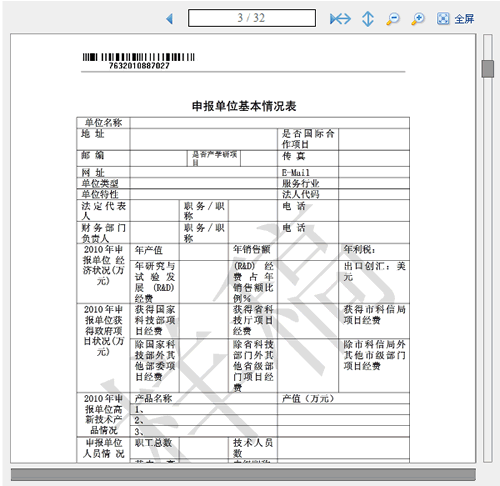 3 / 32
全屏
7632010887027
申报单位基本情况表
单位名称
地 址
是否国际合
作项目
邮 编
是否产学研项
目
传 真
网 址
E-Mail
单位类型
服务行业
单位特性
法人代码
法定代表
人
职务/职
称
电 话
财务部门
负责人
职务/职
称
电 话
2010年申
报单位 经
济状况(万
元)
年产值
年销售额
年利税:
年研究与
试验发
展 (R&D)
经费
(R&D) 经
费占年
销售额比
例%
出口创汇: 美
元
2010年申
报单位获
得政府项
目状况(万
元)
获得国家
科技部项
目经费
获得省科
技厅项目
经费
获得市科信局
项目经费
除国家科
技部外其
他部委项
目经费
除省科技
部门外其
他省级部
门项目经
费
除市科信局外
其他市级部门
项目经费
2010年申
报单位高
新技术产
品情况
产品名称
产值（万元）
1、
2、
3、
申报单位
人员情 况
职工总数
技术人员
数
样稿